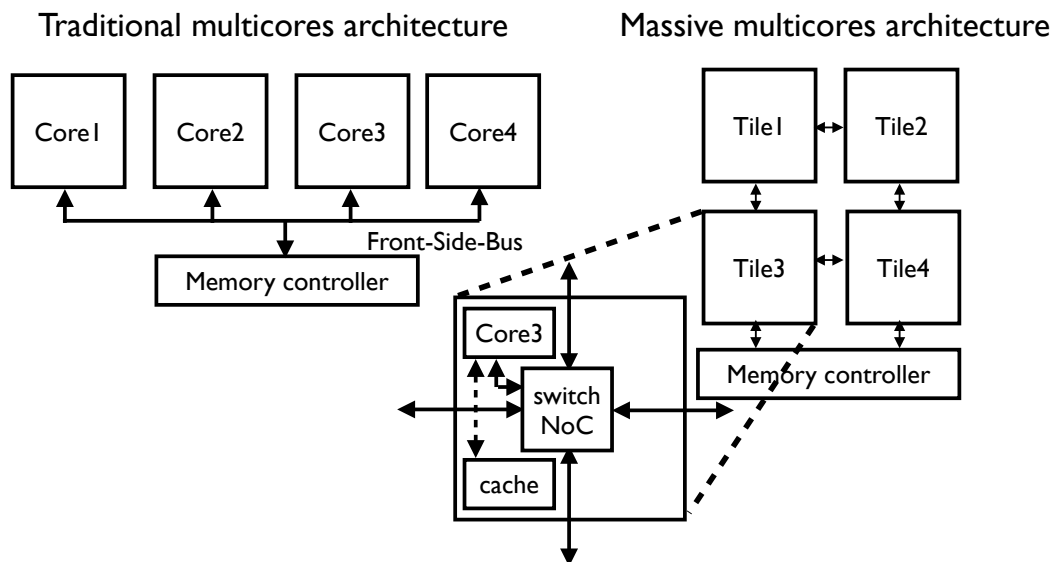 Traditional multicores architecture
Massive multicores architecture
Core1
Core2
Core3
Core4
Front-Side-Bus
Memory controller
Tile1
Tile2
Tile3
Tile4
Memory controller
Core3
switch
NoC
cache